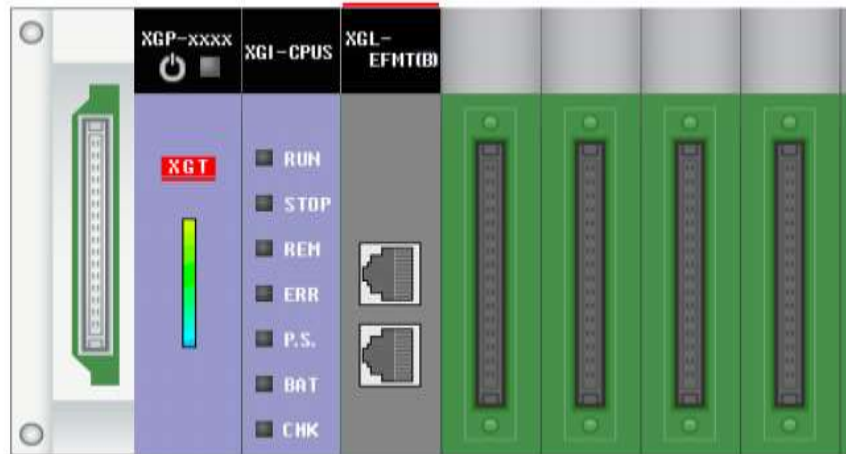 XGP-xxxx
XGI-CPUS
XGL-
EFMT(B)
XGT
RUN
STOP
REM
ERR
P.S.
BAT
CHK